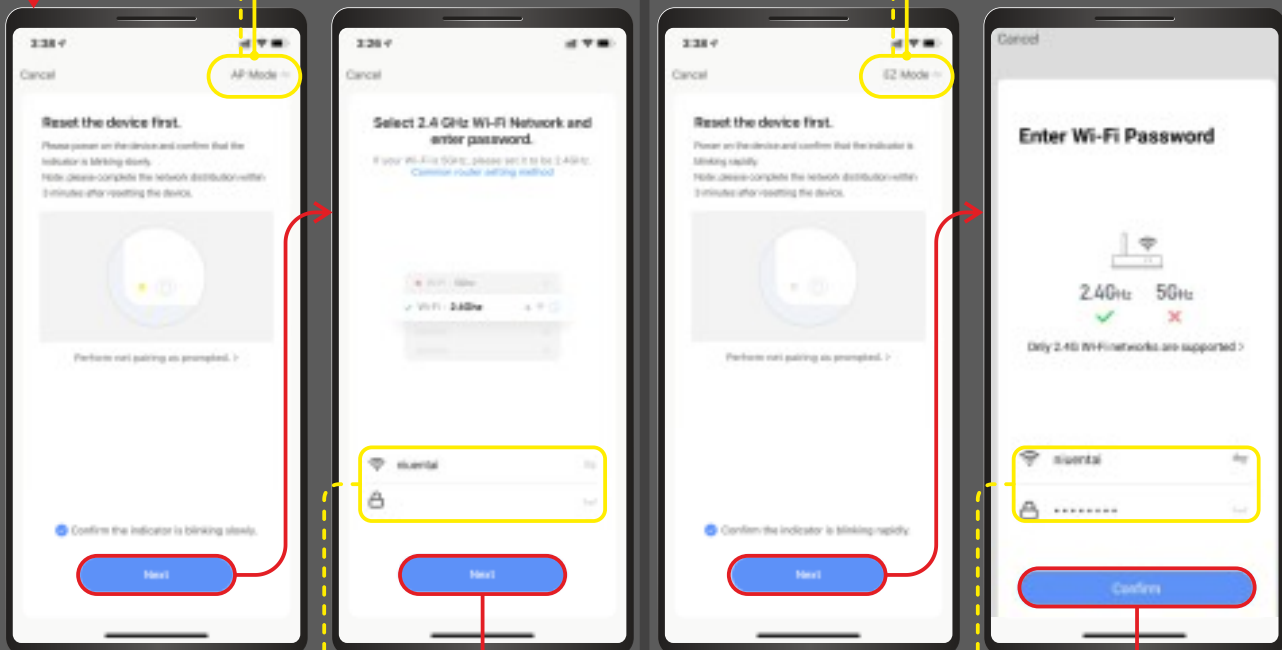 3:38
Cancel
AP Mode
Reset the device first.
Please power on the device and confirm that the
indicator is blinking slowly.
Note: please complete the network distribution within
3 minutes after resetting the device.
Perform net pairing as prompted. >
Confirm the indicator is blinking slowly.
Next
3:26
Cancel
Select 2.4 GHz Wi-Fi Network and
enter password.
If your Wi-Fi is 5GHz, please set it to be 2.4GHz.
Common router setting method
Wi-Fi - 5Ghz
Wi-Fi - 2.4Ghz
niuentai
Next
3:38
Cancel
EZ Mode
Reset the device first.
Power on the device and confirm that the indicator is
blinking rapidly.
Note: please complete the network distribution within
3 minutes after resetting the device.
Perform net pairing as prompted. >
Confirm the indicator is blinking rapidly.
Next
Cancel
Enter Wi-Fi Password
2.4GHz 5GHz
Only 2.4G Wi-Fi networks are supported >
niuentai
••••••••
Confirm